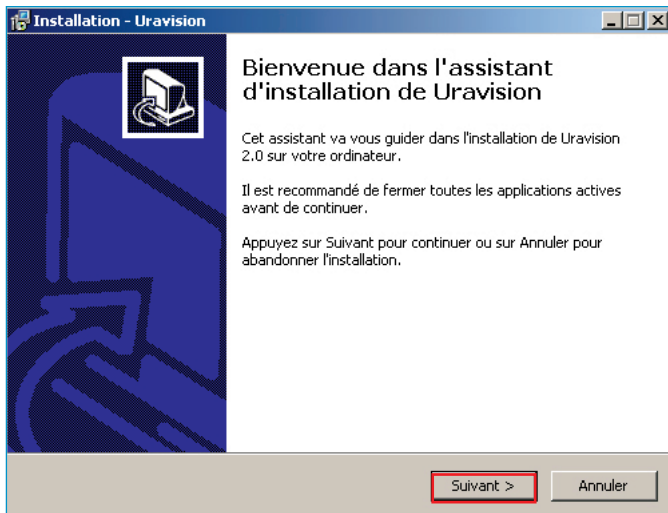 Installation - Uravision
Bienvenue dans l'assistant
d'installation de Uravision
Cet assistant va vous guider dans l'installation de Uravision
2.0 sur votre ordinateur.
Il est recommandé de fermer toutes les applications actives
avant de continuer.
Appuyez sur Suivant pour continuer ou sur Annuler pour
abandonner l'installation.
Suivant >
Annuler